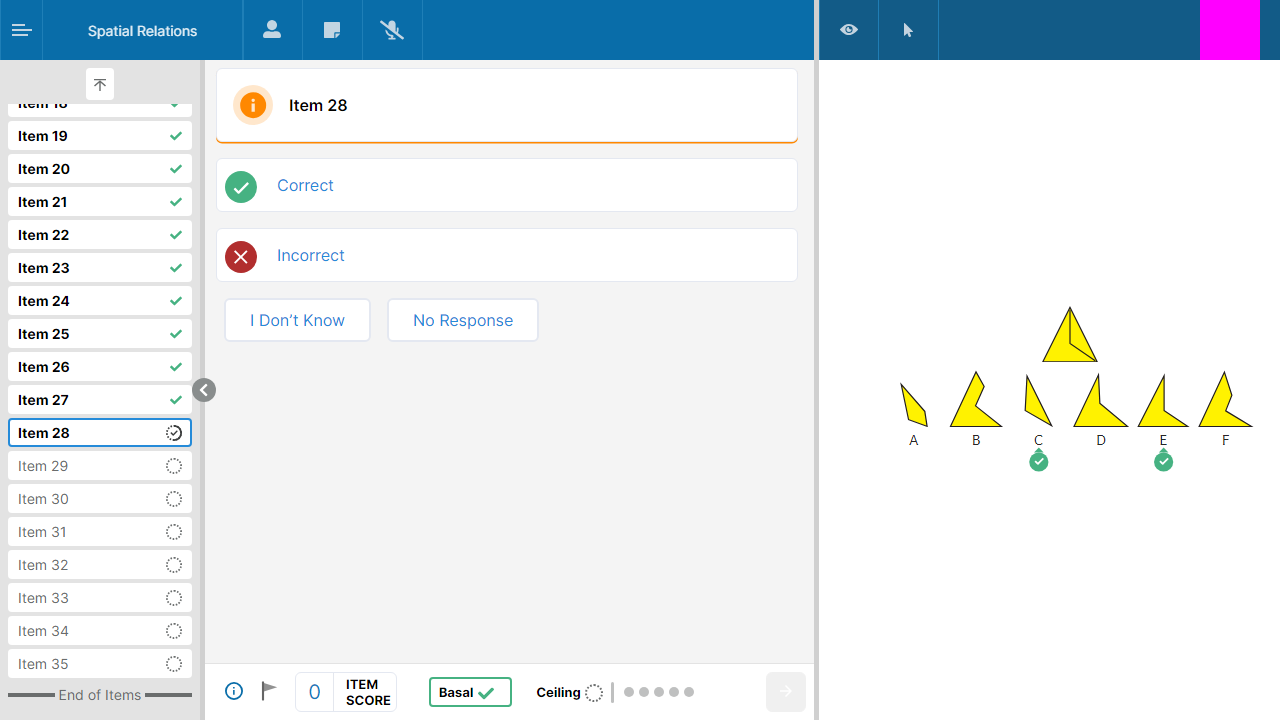 Spatial Relations
Item 18
Item 19
Item 20
Item 21
Item 22
Item 23
Item 24
Item 25
Item 26
Item 27
Item 28
Item 29
Item 30
Item 31
Item 32
Item 33
Item 34
Item 35
End of Items
Item 28
Correct
Incorrect
I Don’t Know
No Response
0
ITEM
SCORE
Basal
Ceiling
A B C D E F